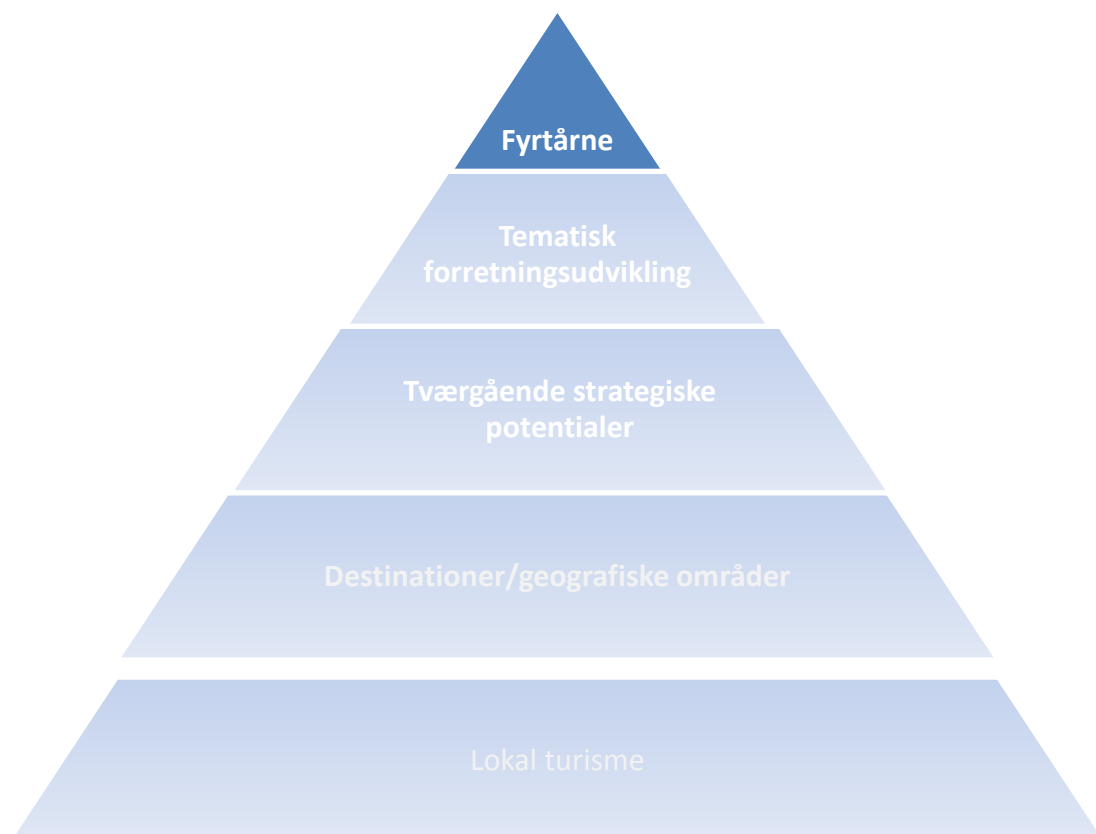 Fyrtårne
Tematisk
forretningsudvikling
Tværgående strategiske
potentialer
Destinationer/geografiske områder
Lokal turisme